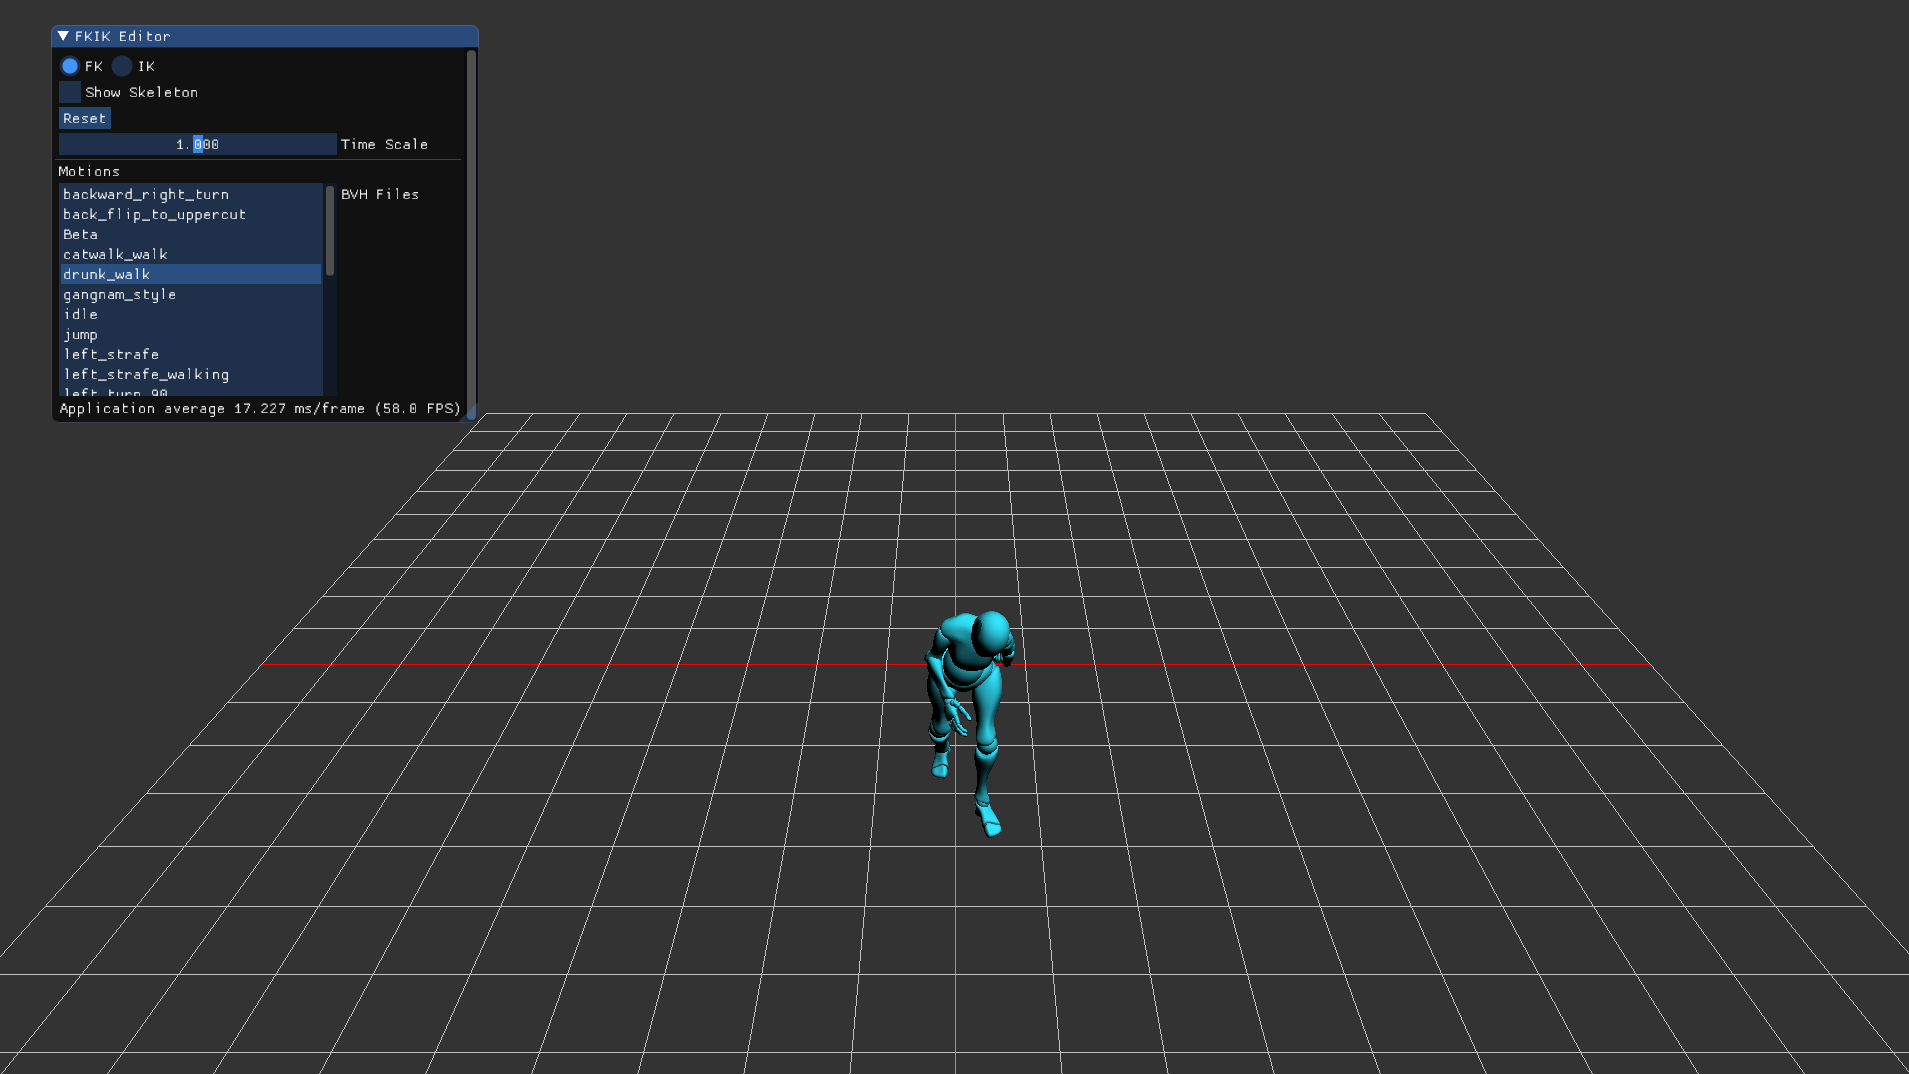 FKIK Editor
FK IK
Show Skeleton
Reset
1.000 Time Scale
Motions
backward_right_turn BVH Files
back_flip_to_uppercut
Beta
catwalk_walk
drunk_walk
gangnam_style
idle
jump
left_strafe
left_strafe_walking
left_turn_90
Application average 17.227 ms/frame (58.0 FPS)